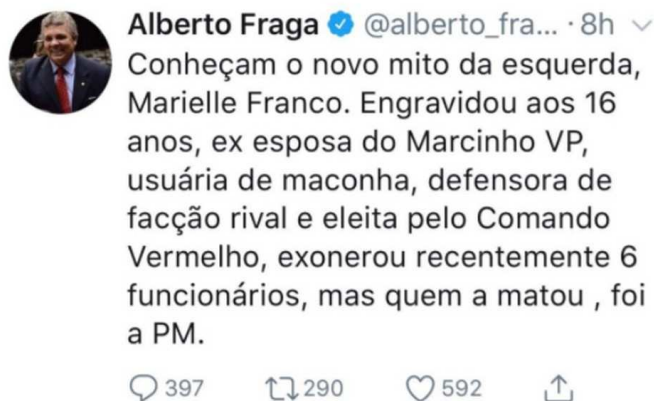 Alberto Fraga @alberto_fra... · 8h
Conheçam o novo mito da esquerda,
Marielle Franco. Engravidou aos 16
anos, ex esposa do Marcinho VP,
usuária de maconha, defensora de
facção rival e eleita pelo Comando
Vermelho, exonerou recentemente 6
funcionários, mas quem a matou , foi
a PM.
397 290 592